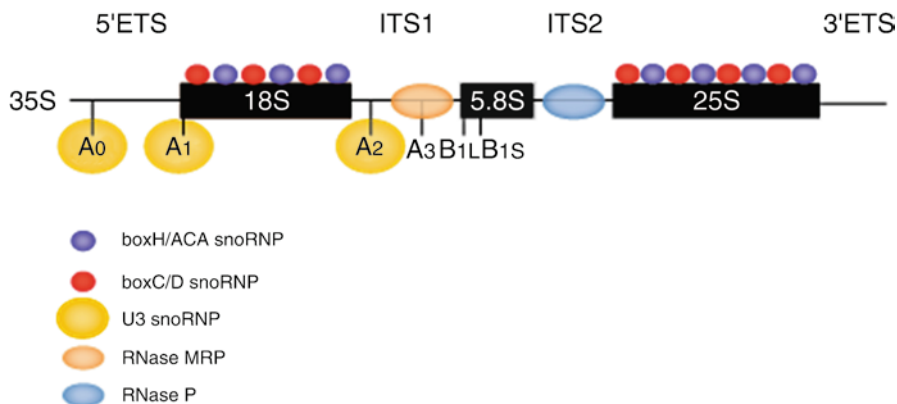 5'ETS ITS1 ITS2 3'ETS
35S 18S 5.8S 25S
A0 A1 A2 A3 B1L B1S
boxH/ACA snoRNP
boxC/D snoRNP
U3 snoRNP
RNase MRP
RNase P